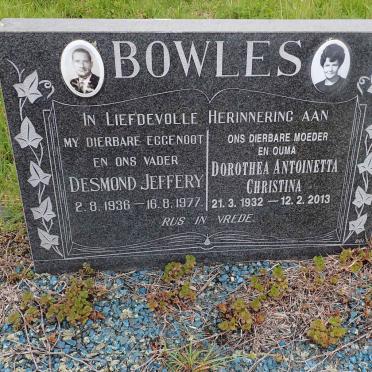 BOWLES
IN LIEFDEVOLLE HERINNERING AAN
MY DIERBARE EGGENOOT
EN ONS VADER
DESMOND JEFFERY
2.8.1936 – 16.8.1977.
ONS DIERBARE MOEDER
EN OUMA
DOROTHEA ANTOINETTA
CHRISTINA
21.3.1932 – 12.2.2013
RUS IN VREDE.